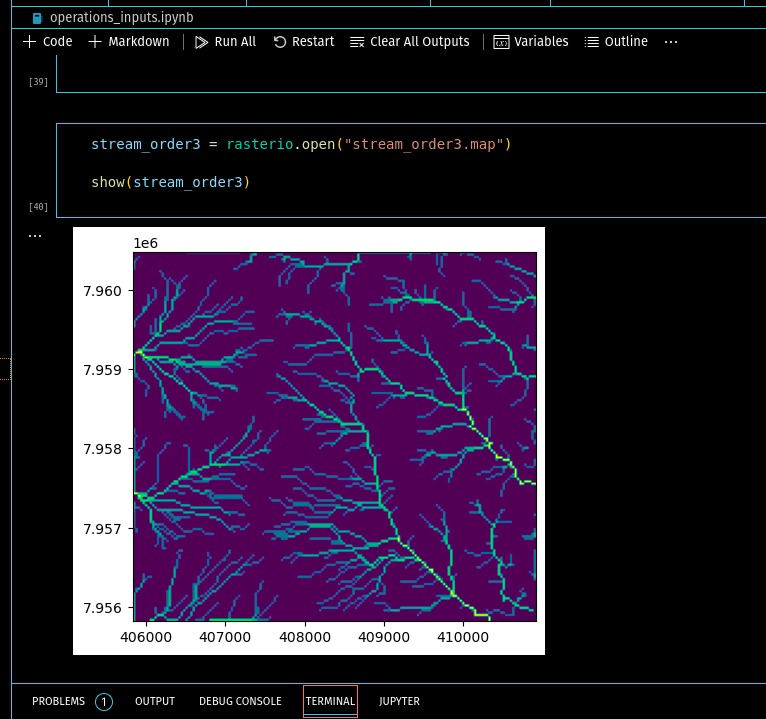 operations_inputs.ipynb
Code Markdown Run All Restart Clear All Outputs Variables Outline ...
[39]
stream_order3 = rasterio.open("stream_order3.map")
show(stream_order3)
[40]
...
1e6
7.960
7.959
7.958
7.957
7.956
406000 407000 408000 409000 410000
PROBLEMS 1 OUTPUT DEBUG CONSOLE TERMINAL JUPYTER